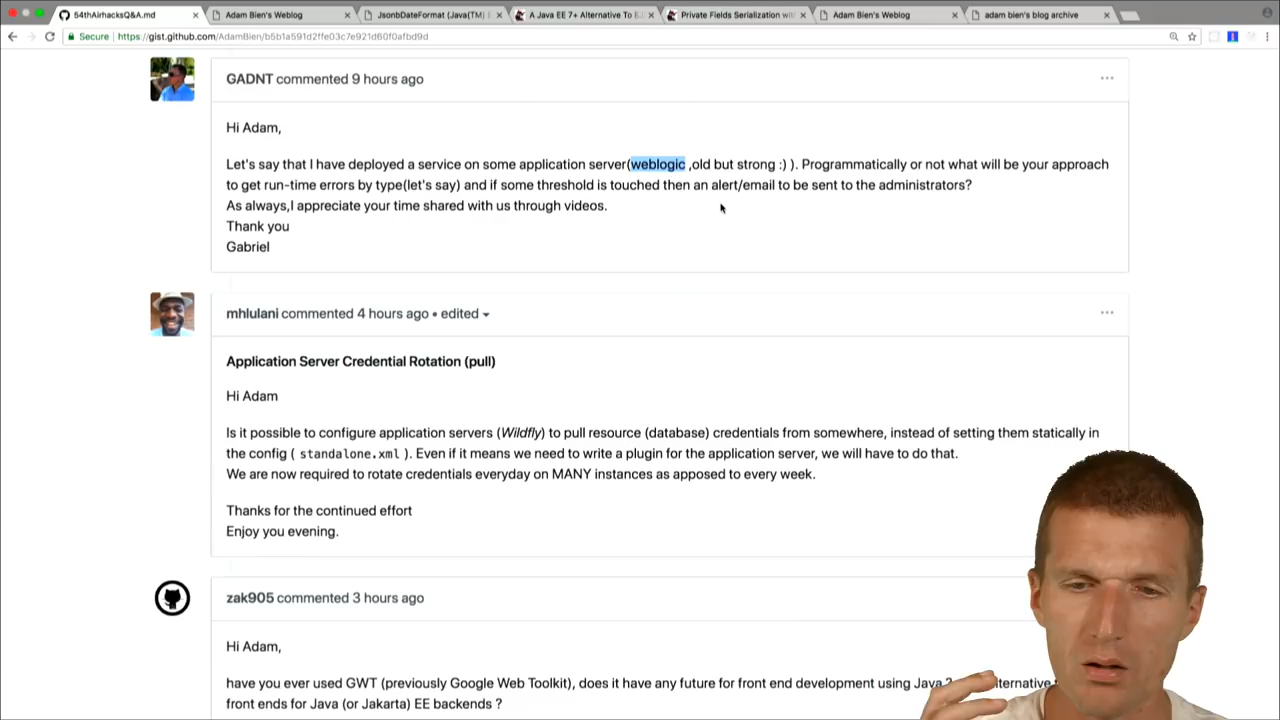 54thAirhacksQ&A.md
Adam Bien's Weblog
JsonbDateFormat (Java(TM)
A Java EE 7+ Alternative To
Private Fields Serialization
Adam Bien's Weblog
adam bien's blog archive
Secure https://gist.github.com/AdamBien/b5b1a591d2ffe03c7e921d60f0afbd9d
GADNT commented 9 hours ago
Hi Adam,
Let's say that I have deployed a service on some application server(weblogic ,old but strong :) ). Programmatically or not what will be your approach
to get run-time errors by type(let's say) and if some threshold is touched then an alert/email to be sent to the administrators?
As always,I appreciate your time shared with us through videos.
Thank you
Gabriel
mhlulani commented 4 hours ago • edited
Application Server Credential Rotation (pull)
Hi Adam
Is it possible to configure application servers (Wildfly) to pull resource (database) credentials from somewhere, instead of setting them statically in
the config ( standalone.xml ). Even if it means we need to write a plugin for the application server, we will have to do that.
We are now required to rotate credentials everyday on MANY instances as apposed to every week.
Thanks for the continued effort
Enjoy you evening.
zak905 commented 3 hours ago
Hi Adam,
have you ever used GWT (previously Google Web Toolkit), does it have any future for front end development using Java ?
front ends for Java (or Jakarta) EE backends ?